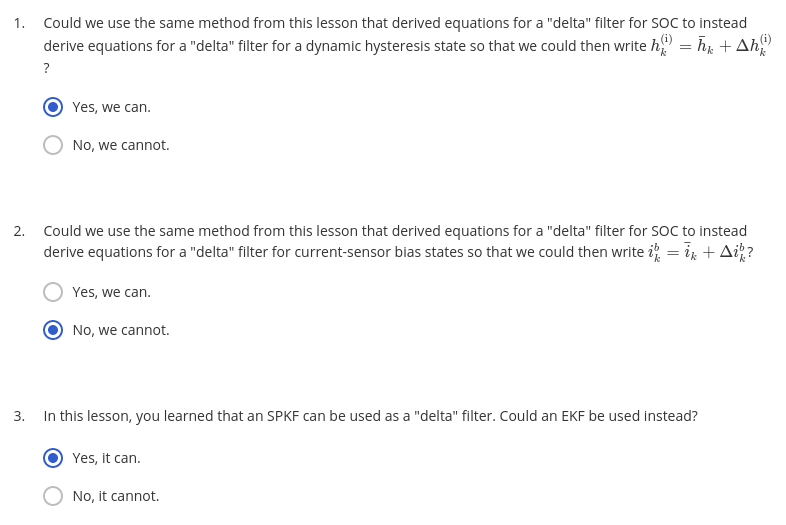 1. Could we use the same method from this lesson that derived equations for a "delta" filter for SOC to instead
derive equations for a "delta" filter for a dynamic hysteresis state so that we could then write $h_k^{(\mathrm{i})} = \bar{h}_k + \Delta h_k^{(\mathrm{i})}$
?
Yes, we can.
No, we cannot.
2. Could we use the same method from this lesson that derived equations for a "delta" filter for SOC to instead
derive equations for a "delta" filter for current-sensor bias states so that we could then write $i_k^b = \bar{i}_k + \Delta i_k^b$?
Yes, we can.
No, we cannot.
3. In this lesson, you learned that an SPKF can be used as a "delta" filter. Could an EKF be used instead?
Yes, it can.
No, it cannot.